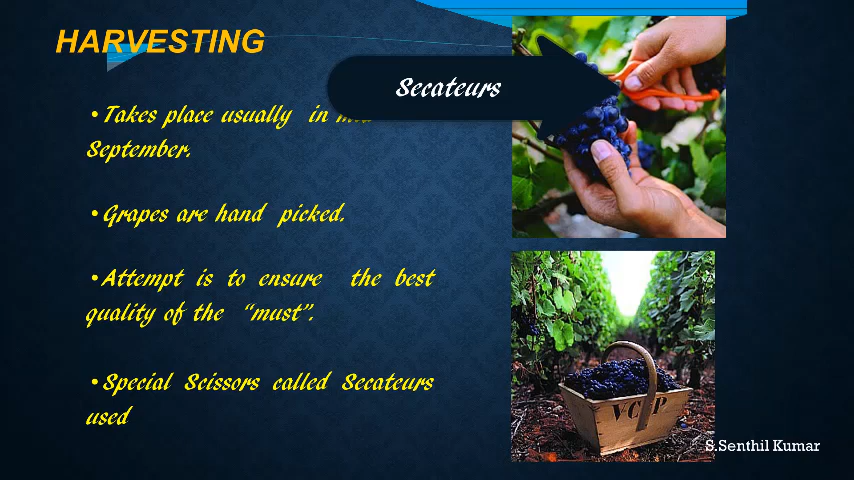 HARVESTING
Secateurs
•Takes place usually in
September.
•Grapes are hand picked.
•Attempt is to ensure the best
quality of the “must”.
•Special Scissors called Secateurs
used
VCP
S.Senthil Kumar